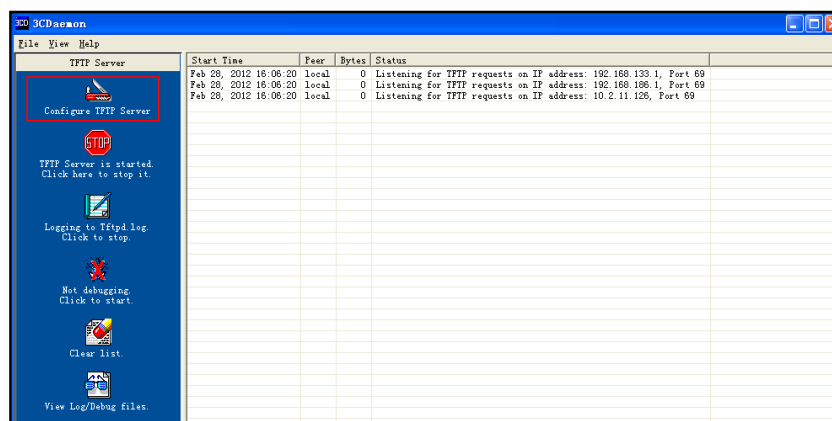 3CD 3CDaemon
File View Help
TFTP Server
Configure TFTP Server
STOP
TFTP Server is started.
Click here to stop it.
Logging to Tftpd.log.
Click to stop.
Not debugging.
Click to start.
Clear list.
View Log/Debug files.
Start Time Peer Bytes Status
Feb 28, 2012 16:06:20 local 0 Listening for TFTP requests on IP address: 192.168.133.1, Port 69
Feb 28, 2012 16:06:20 local 0 Listening for TFTP requests on IP address: 192.168.186.1, Port 69
Feb 28, 2012 16:06:20 local 0 Listening for TFTP requests on IP address: 10.2.11.126, Port 69